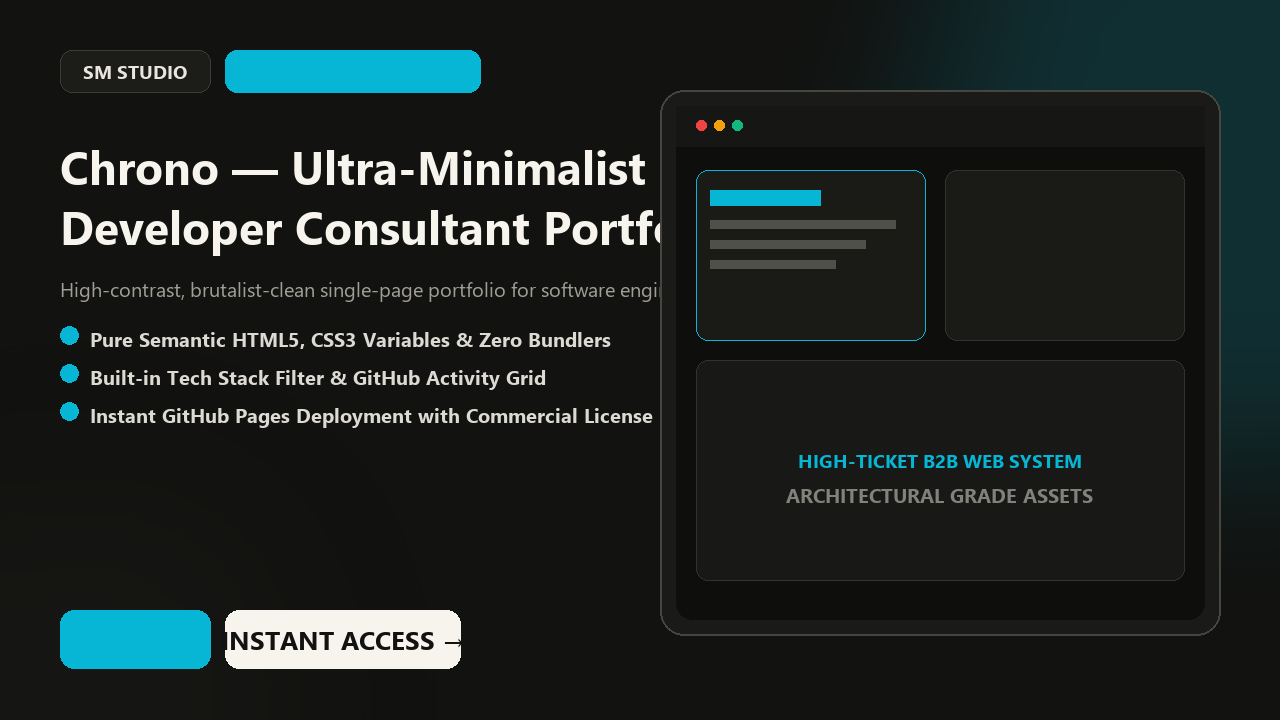 SM STUDIO
Chrono — Ultra-Minimalist
Developer Consultant
High-contrast, brutalist-clean single-page portfolio for software
Pure Semantic HTML5, CSS3 Variables & Zero Bundlers
Built-in Tech Stack Filter & GitHub Activity Grid
Instant GitHub Pages Deployment with Commercial License
HIGH-TICKET B2B WEB SYSTEM
ARCHITECTURAL GRADE ASSETS
INSTANT ACCESS →